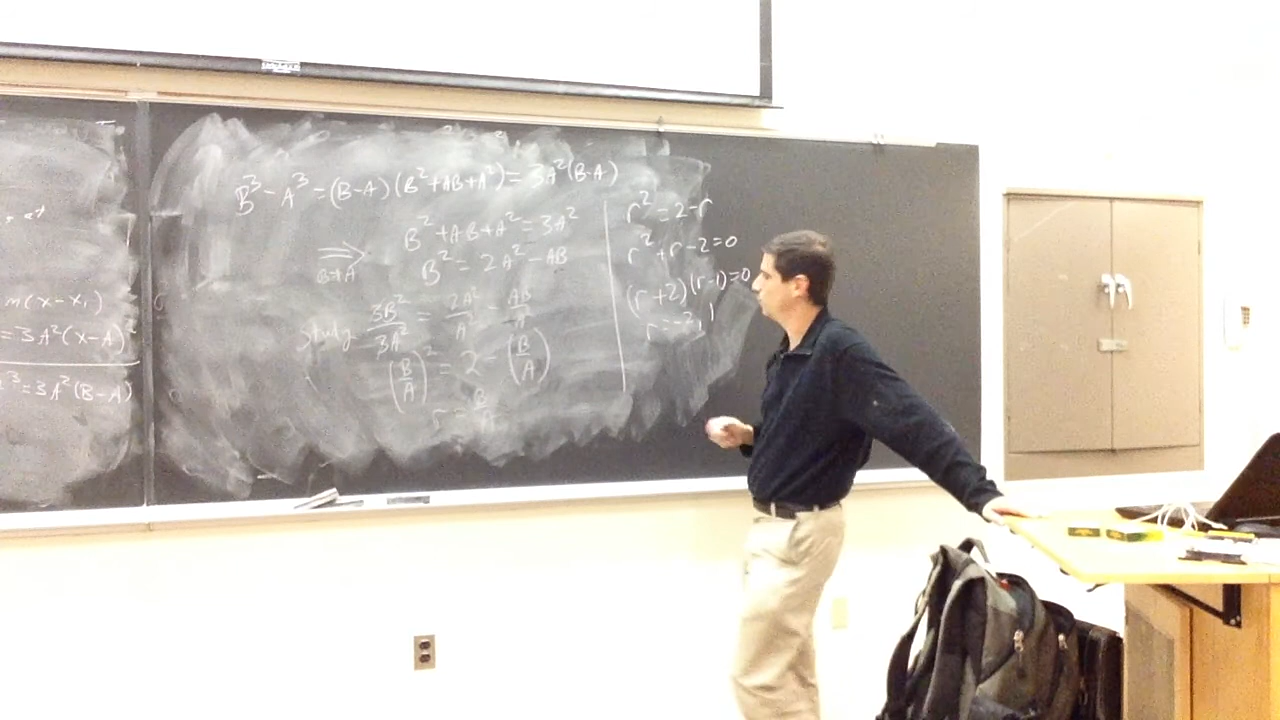 m(x-x₁)
= 3A²(x-A)
³=3A²(B-A)
B³-A³=(B-A)(B²+AB+A²)=3A²(B-A)
B²+AB+A²=3A²
⟹
B≠A
B² = 2A²-AB
study
3B²/3A² = 2A²/A² - AB/A²
(B/A)² = 2 - (B/A)
r = B/A
r² = 2-r
r²+r-2=0
(r+2)(r-1)=0
r=-2, 1